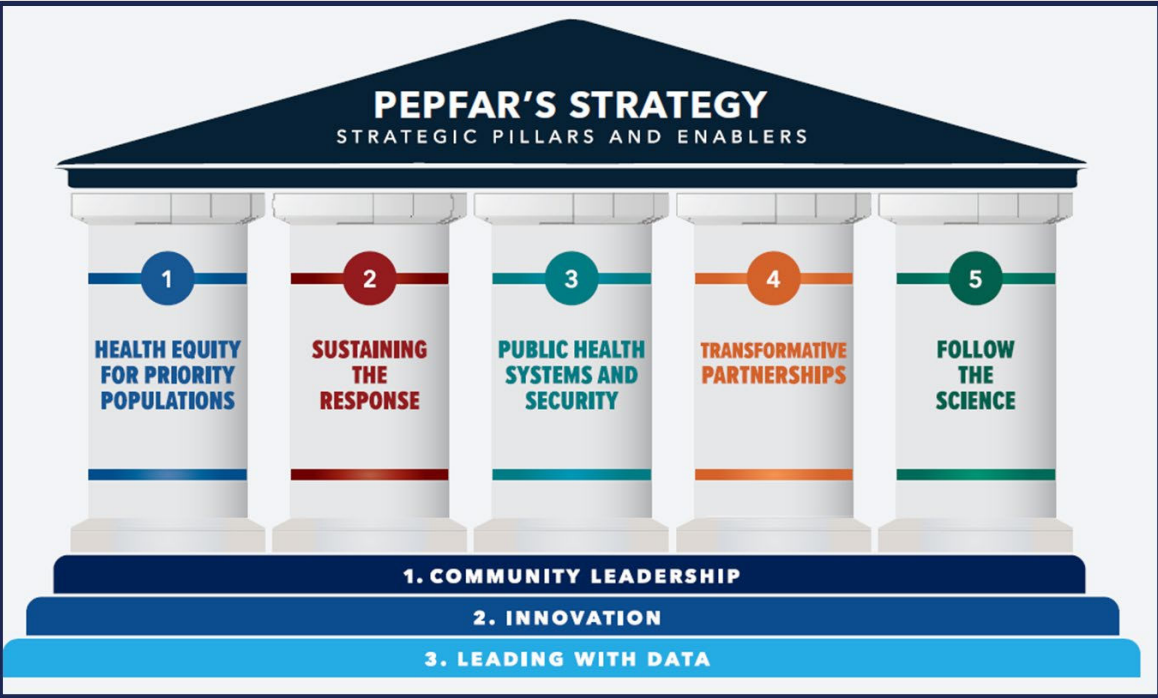 PEPFAR'S STRATEGY
STRATEGIC PILLARS AND ENABLERS
1
HEALTH EQUITY
FOR PRIORITY
POPULATIONS
2
SUSTAINING
THE
RESPONSE
3
PUBLIC HEALTH
SYSTEMS AND
SECURITY
4
TRANSFORMATIVE
PARTNERSHIPS
5
FOLLOW
THE
SCIENCE
1. COMMUNITY LEADERSHIP
2. INNOVATION
3. LEADING WITH DATA